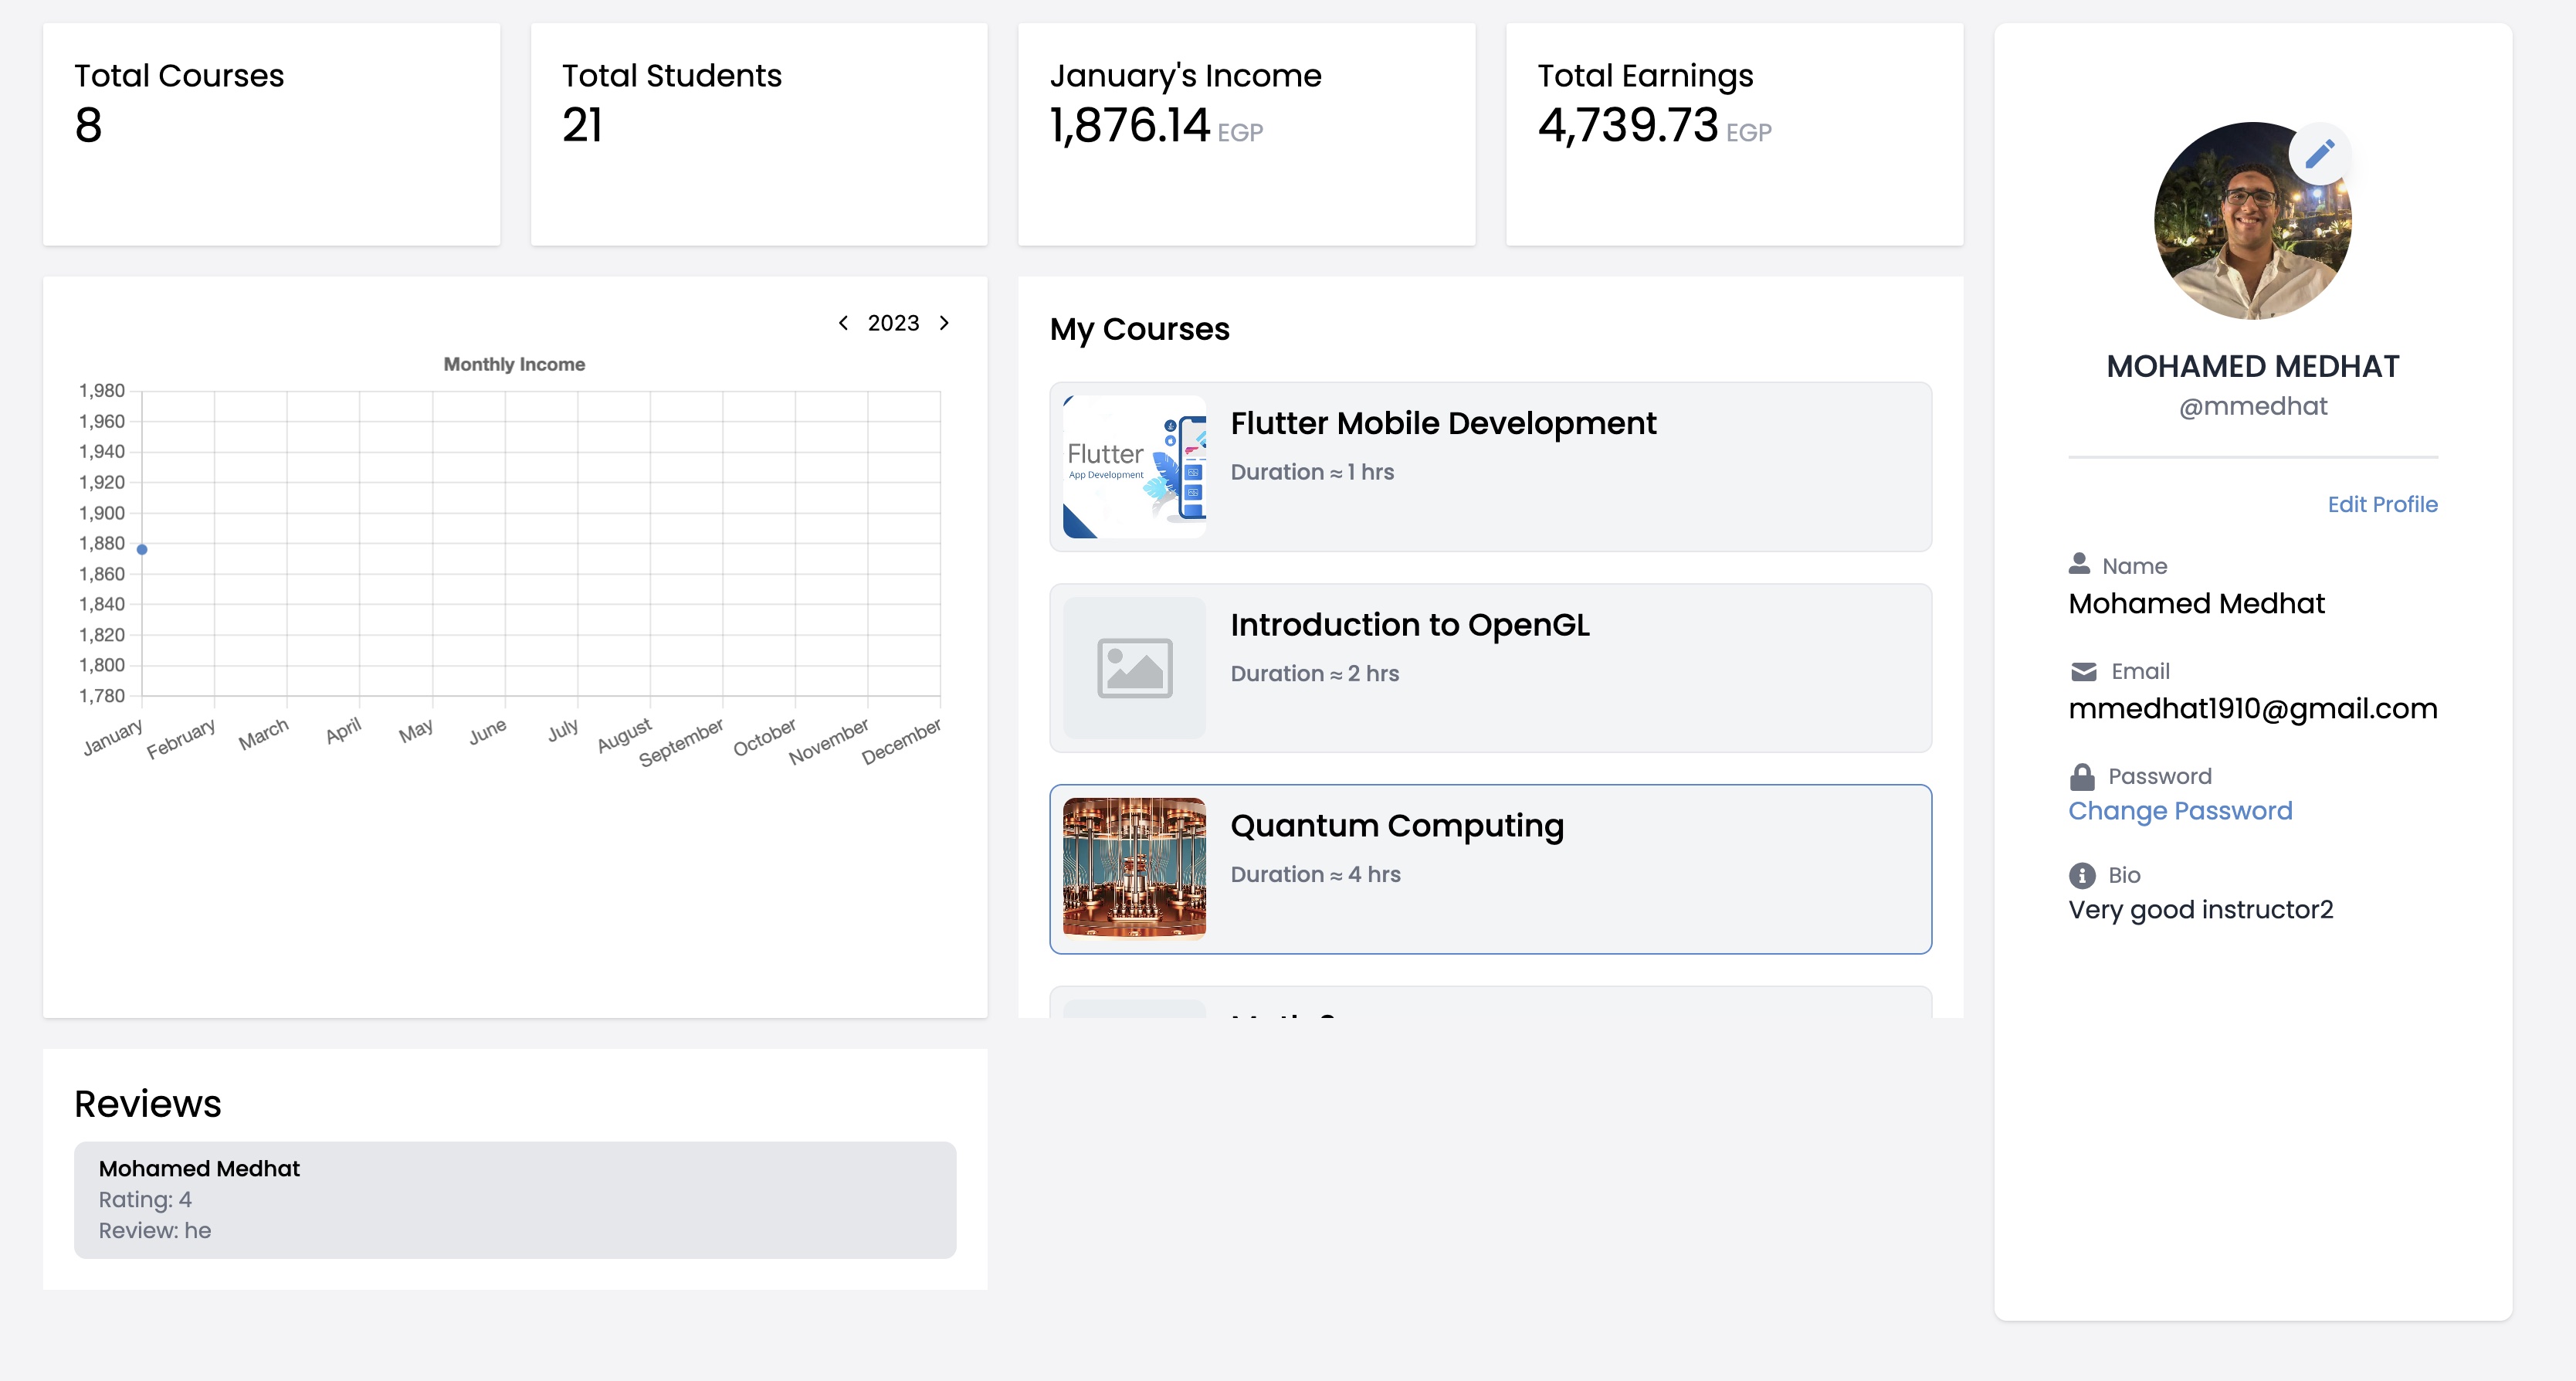 Total Courses
8
Total Students
21
January's Income
1,876.14 EGP
Total Earnings
4,739.73 EGP
2023
Monthly Income
1,980
1,960
1,940
1,920
1,900
1,880
1,860
1,840
1,820
1,800
1,780
January February March April May June July August September October November December
My Courses
Flutter
App Development
Flutter Mobile Development
Duration ≈ 1 hrs
Introduction to OpenGL
Duration ≈ 2 hrs
Quantum Computing
Duration ≈ 4 hrs
Reviews
Mohamed Medhat
Rating: 4
Review: he
MOHAMED MEDHAT
@mmedhat
Edit Profile
Name
Mohamed Medhat
Email
mmedhat1910@gmail.com
Password
Change Password
Bio
Very good instructor2